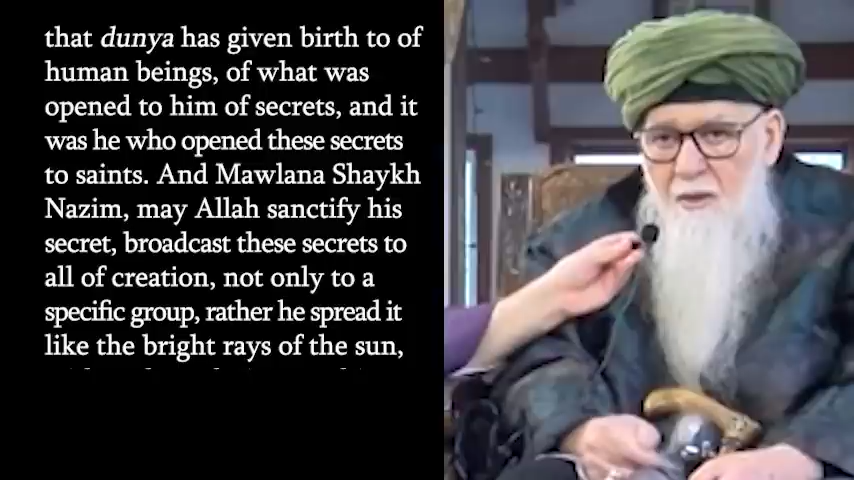 that dunya has given birth to of
human beings, of what was
opened to him of secrets, and it
was he who opened these secrets
to saints. And Mawlana Shaykh
Nazim, may Allah sanctify his
secret, broadcast these secrets to
all of creation, not only to a
specific group, rather he spread it
like the bright rays of the sun,